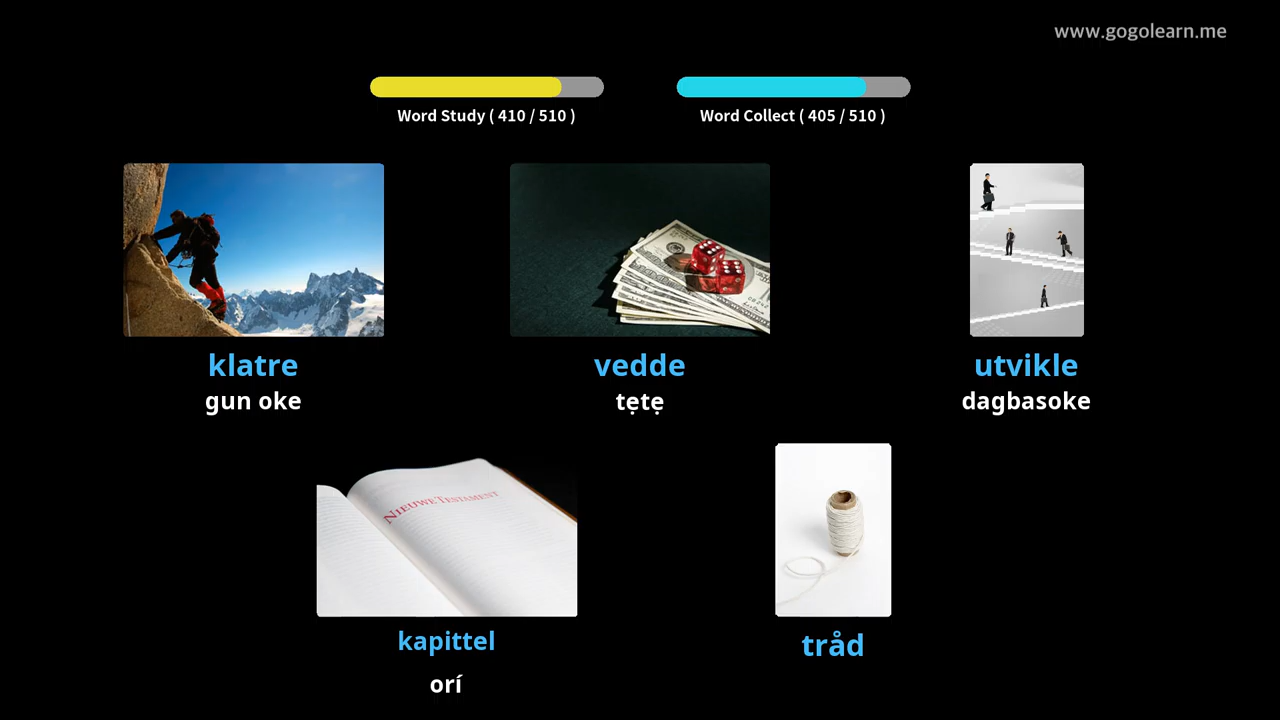 www.gogolearn.me
Word Study ( 410 / 510 )
Word Collect ( 405 / 510 )
klatre
gun oke
vedde
tẹtẹ
utvikle
dagbasoke
NIEUWE TESTAMENT
kapittel
orí
tråd